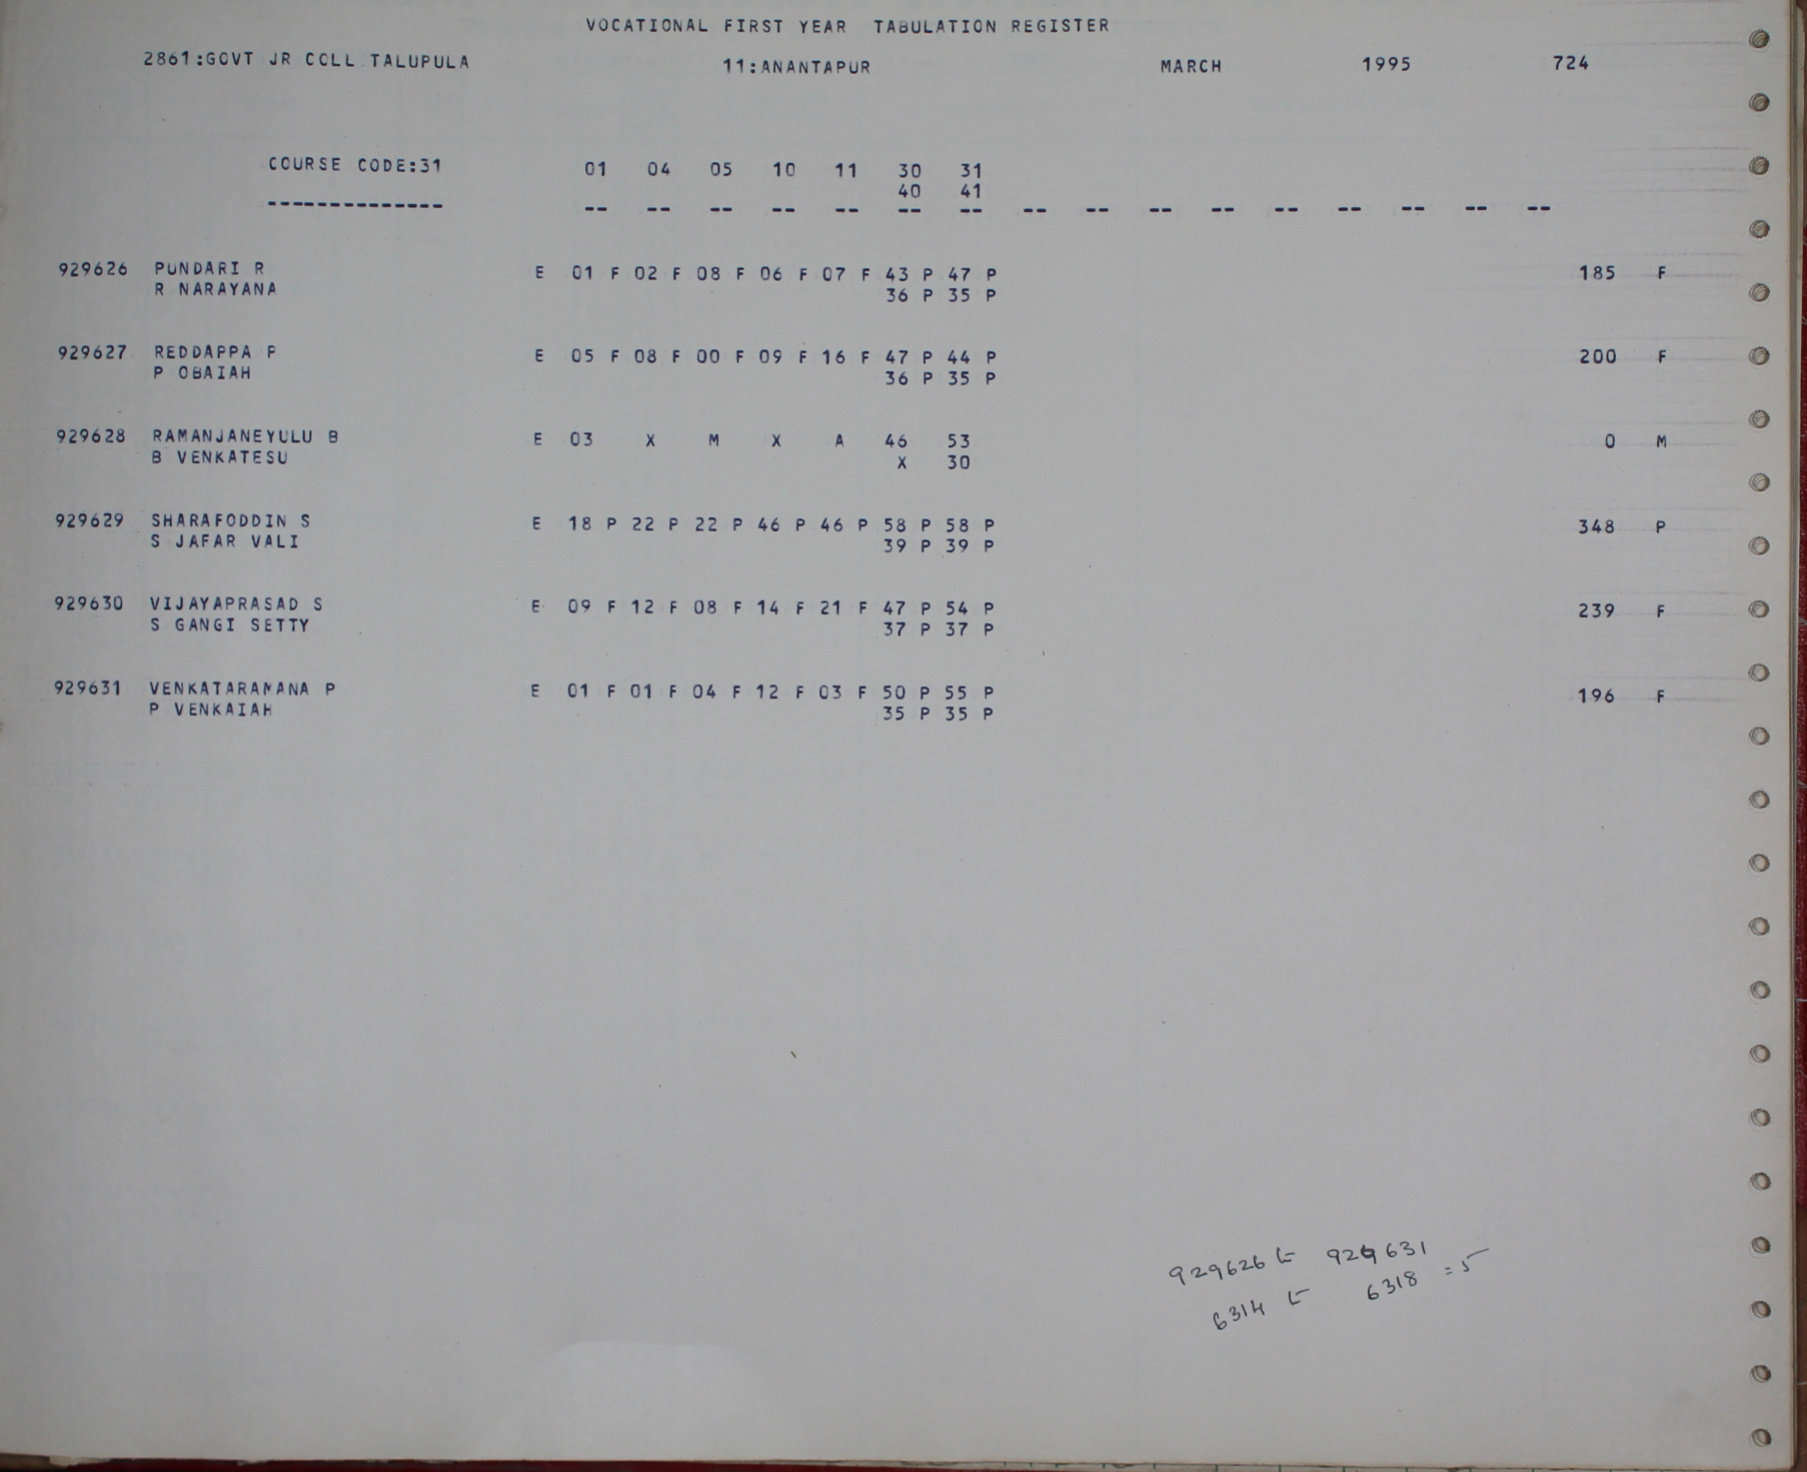 VOCATIONAL FIRST YEAR TABULATION REGISTER
2861:GOVT JR COLL TALUPULA 11:ANANTAPUR MARCH 1995 724
COURSE CODE:31 01 04 05 10 11 30 31
40 41
-------------- -- -- -- -- -- -- -- -- -- -- -- -- -- -- -- --
929626 PUNDARI R E 01 F 02 F 08 F 06 F 07 F 43 P 47 P 185 F
R NARAYANA 36 P 35 P
929627 REDDAPPA P E 05 F 08 F 00 F 09 F 16 F 47 P 44 P 200 F
P OBAIAH 36 P 35 P
929628 RAMANJANEYULU B E 03 X M X A 46 53 0 M
B VENKATESU X 30
929629 SHARAFODDIN S E 18 P 22 P 22 P 46 P 46 P 58 P 58 P 348 P
S JAFAR VALI 39 P 39 P
929630 VIJAYAPRASAD S E 09 F 12 F 08 F 14 F 21 F 47 P 54 P 239 F
S GANGI SETTY 37 P 37 P
929631 VENKATARAMANA P E 01 F 01 F 04 F 12 F 03 F 50 P 55 P 196 F
P VENKAIAH 35 P 35 P
929626 929631
6314 6318 = 5